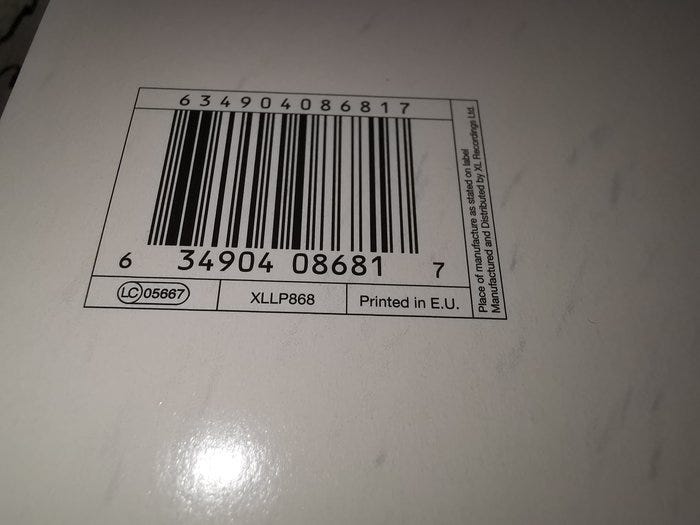 634904086817
6 34904 08681 7
LC 05667
XLLP868
Printed in E.U.
Place of manufacture as stated on label
Manufactured and Distributed by XL Recordings Ltd.